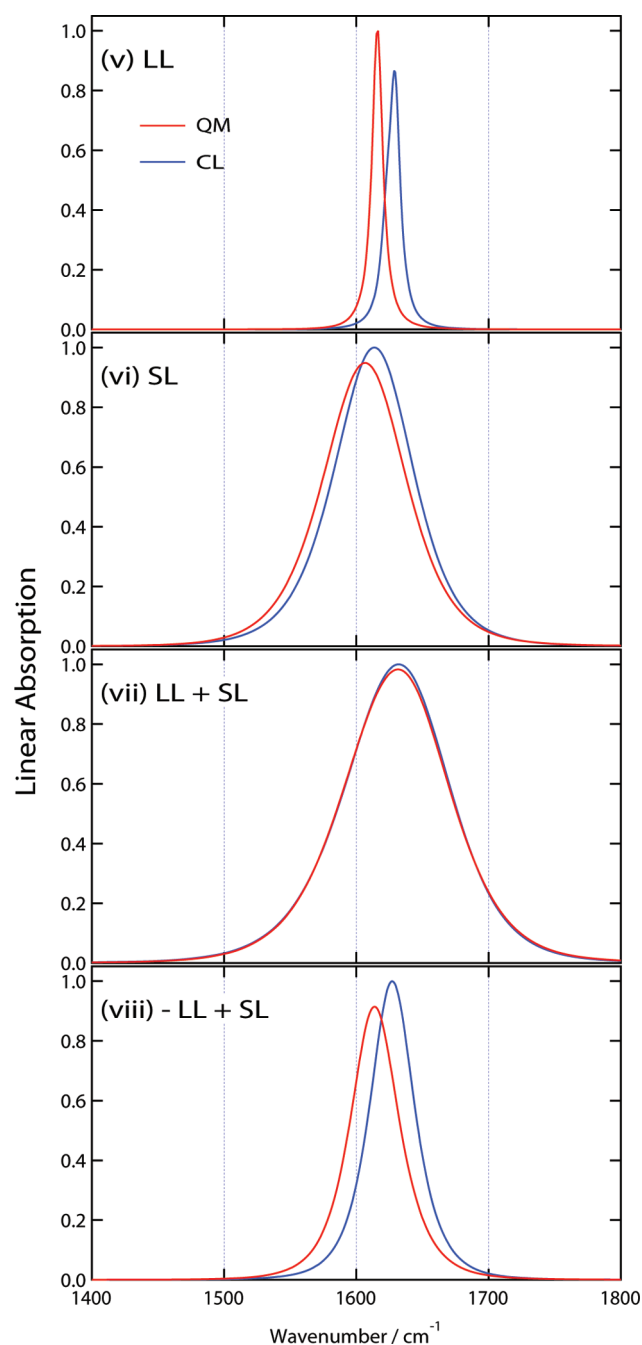 (v) LL
QM
CL
1.0
0.8
0.6
0.4
0.2
0.0
(vi) SL
1.0
0.8
0.6
0.4
0.2
0.0
(vii) LL + SL
1.0
0.8
0.6
0.4
0.2
0.0
(viii) - LL + SL
1.0
0.8
0.6
0.4
0.2
0.0
Linear Absorption
1400 1500 1600 1700 1800
Wavenumber / cm⁻¹